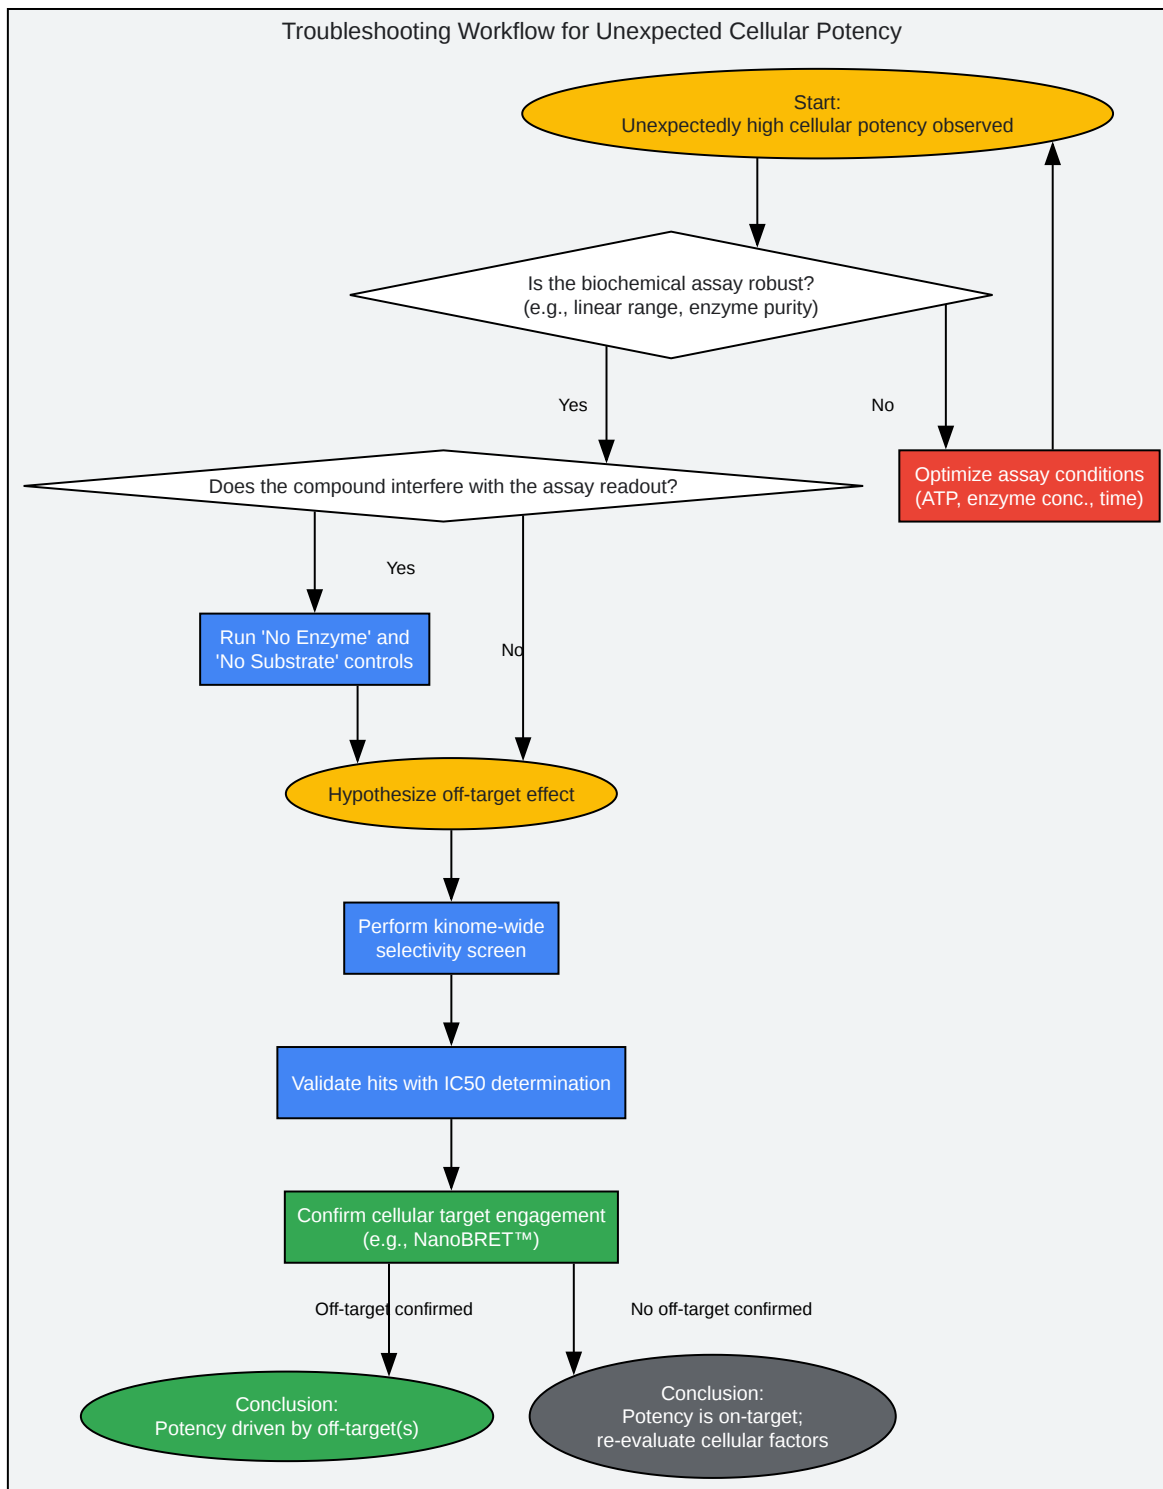 Troubleshooting Workflow for Unexpected Cellular Potency
Start:
Unexpectedly high cellular potency observed
Is the biochemical assay robust?
(e.g., linear range, enzyme purity)
Yes
No
Optimize assay conditions
(ATP, enzyme conc., time)
Does the compound interfere with the assay readout?
Yes
No
Run 'No Enzyme' and
'No Substrate' controls
Hypothesize off-target effect
Perform kinome-wide
selectivity screen
Validate hits with IC50 determination
Confirm cellular target engagement
(e.g., NanoBRET™)
Off-target confirmed
No off-target confirmed
Conclusion:
Potency driven by off-target(s)
Conclusion:
Potency is on-target;
re-evaluate cellular factors